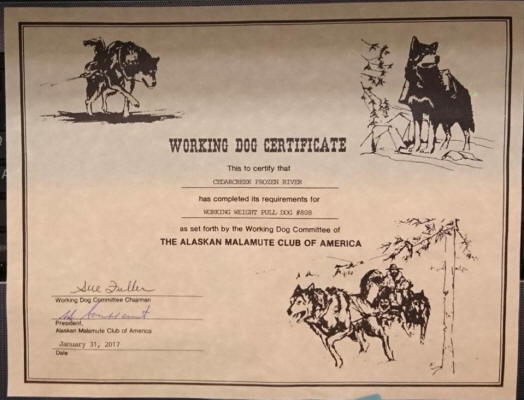 WORKING DOG CERTIFICATE
This to certify that
CEDARCREEK FROZEN RIVER
has completed its requirements for
WORKING WEIGHT PULL DOG #808
as set forth by the Working Dog Committee of
THE ALASKAN MALAMUTE CLUB OF AMERICA
Sue Fuller
Working Dog Committee Chairman
President,
Alaskan Malamute Club of America
January 31, 2017
Date